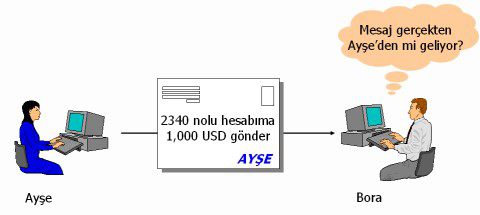 Mesaj gerçekten
Ayşe'den mi geliyor?
2340 nolu hesabıma
1,000 USD gönder
AYŞE
Ayşe
Bora